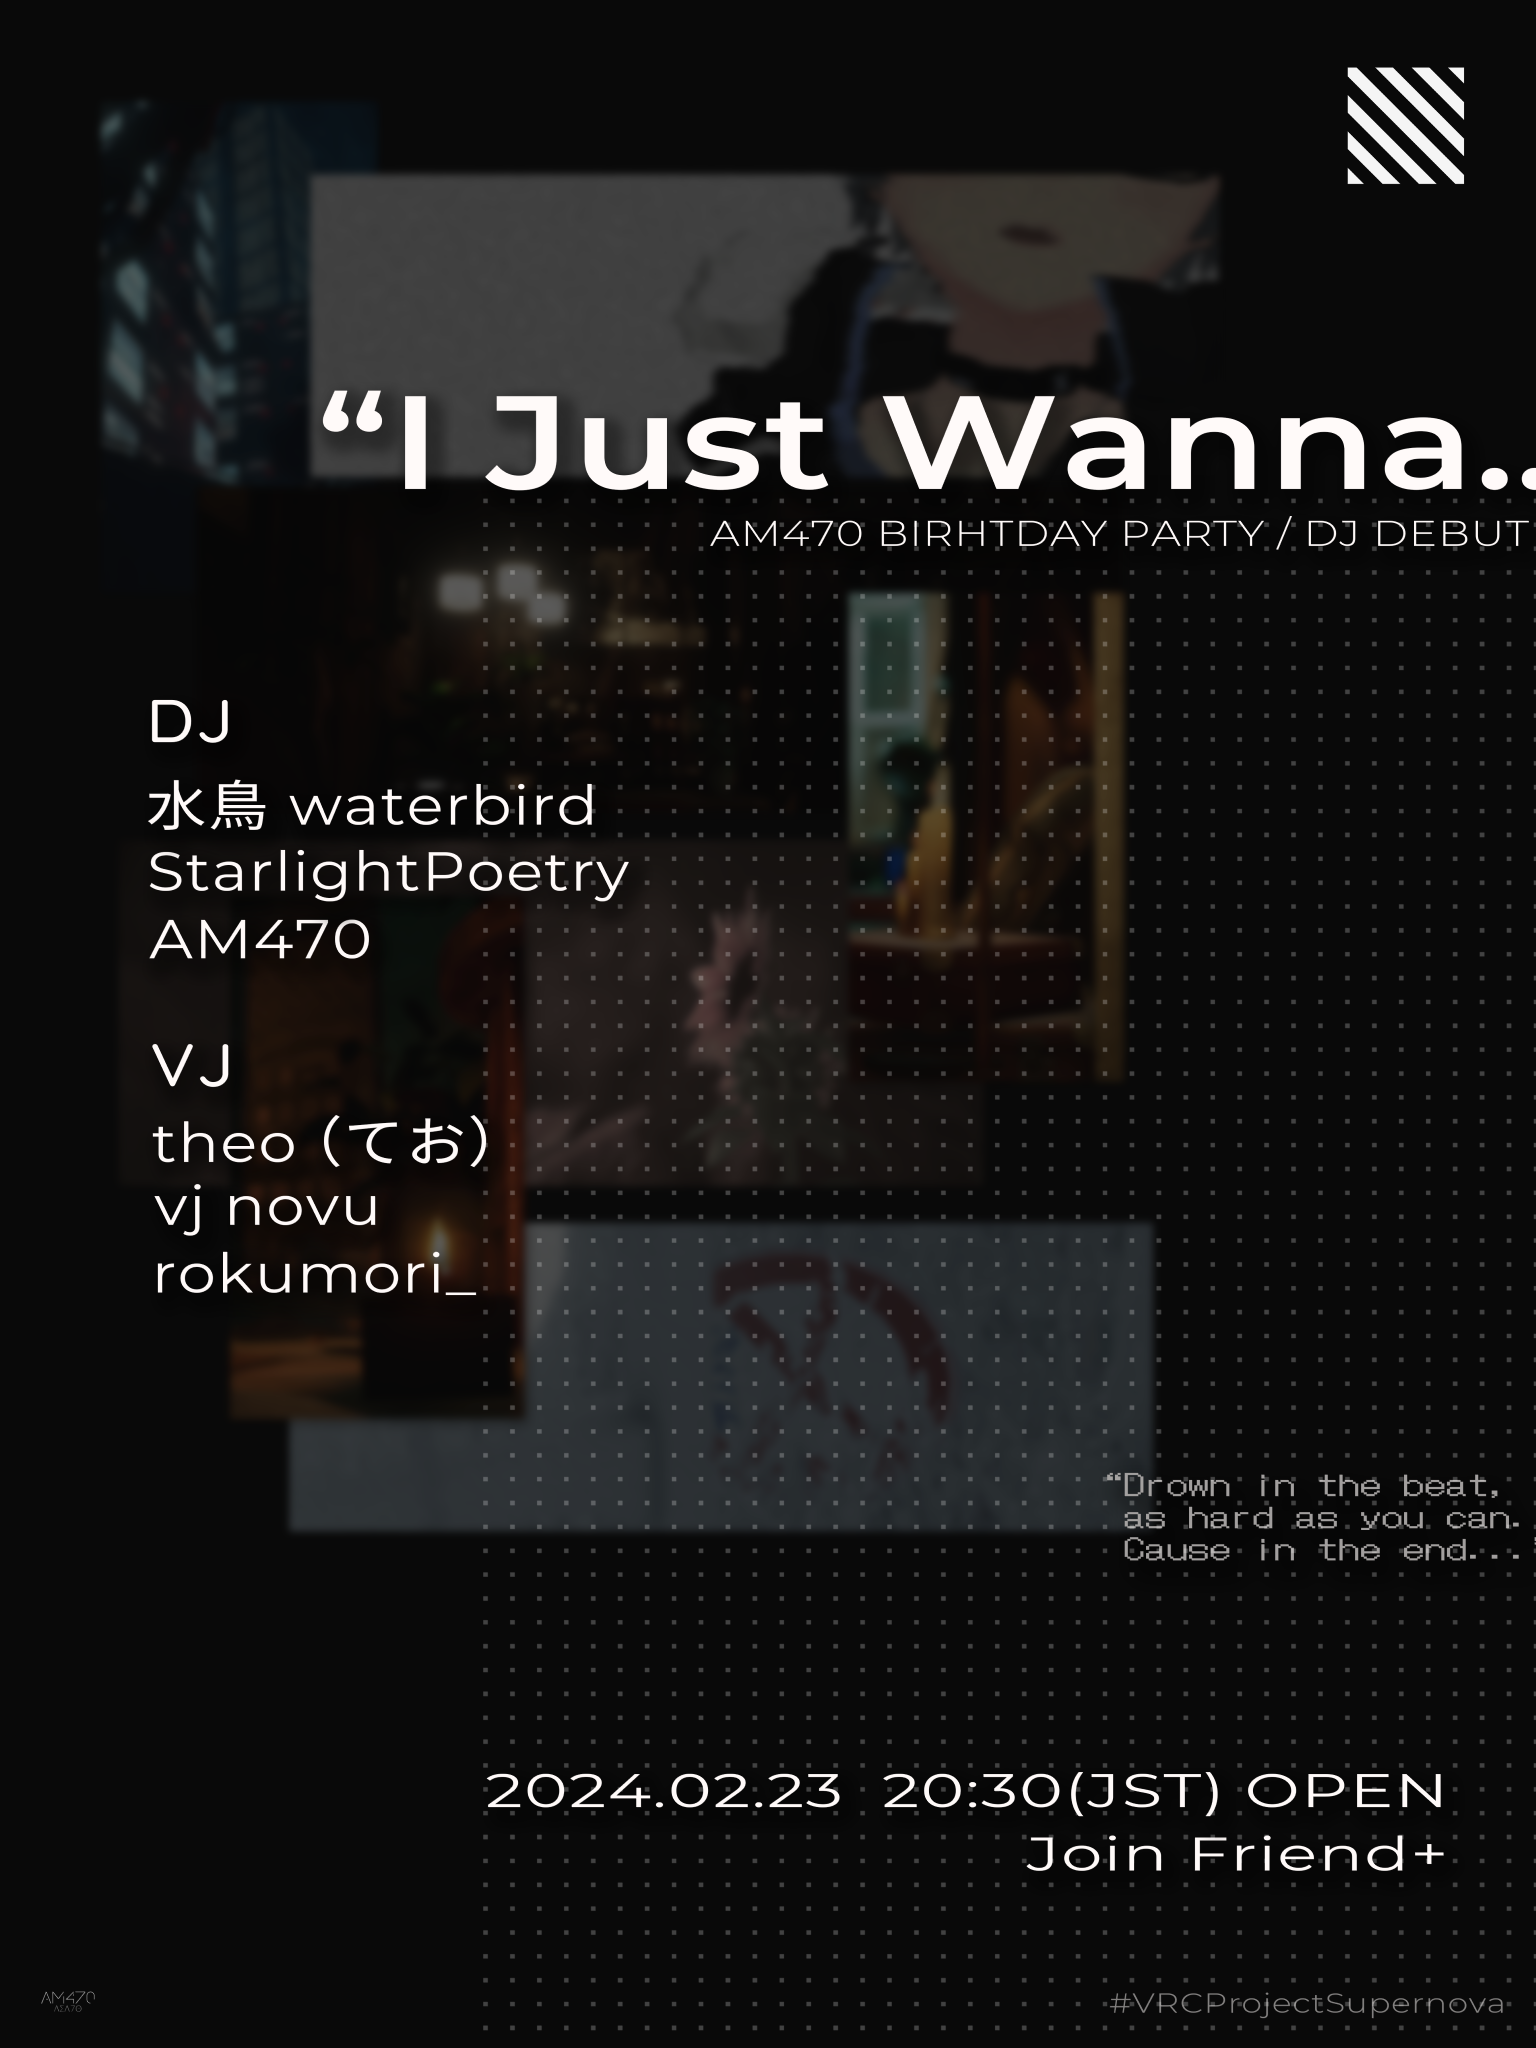 “I Just Wanna..
AM470 BIRHTDAY PARTY / DJ DEBUT
DJ
水鳥 waterbird
StarlightPoetry
AM470
VJ
theo（てお）
vj novu
rokumori_
“Drown in the beat,
as hard as you can.
Cause in the end...
2024.02.23 20:30(JST) OPEN
Join Friend+
AM470
#VRCProjectSupernova